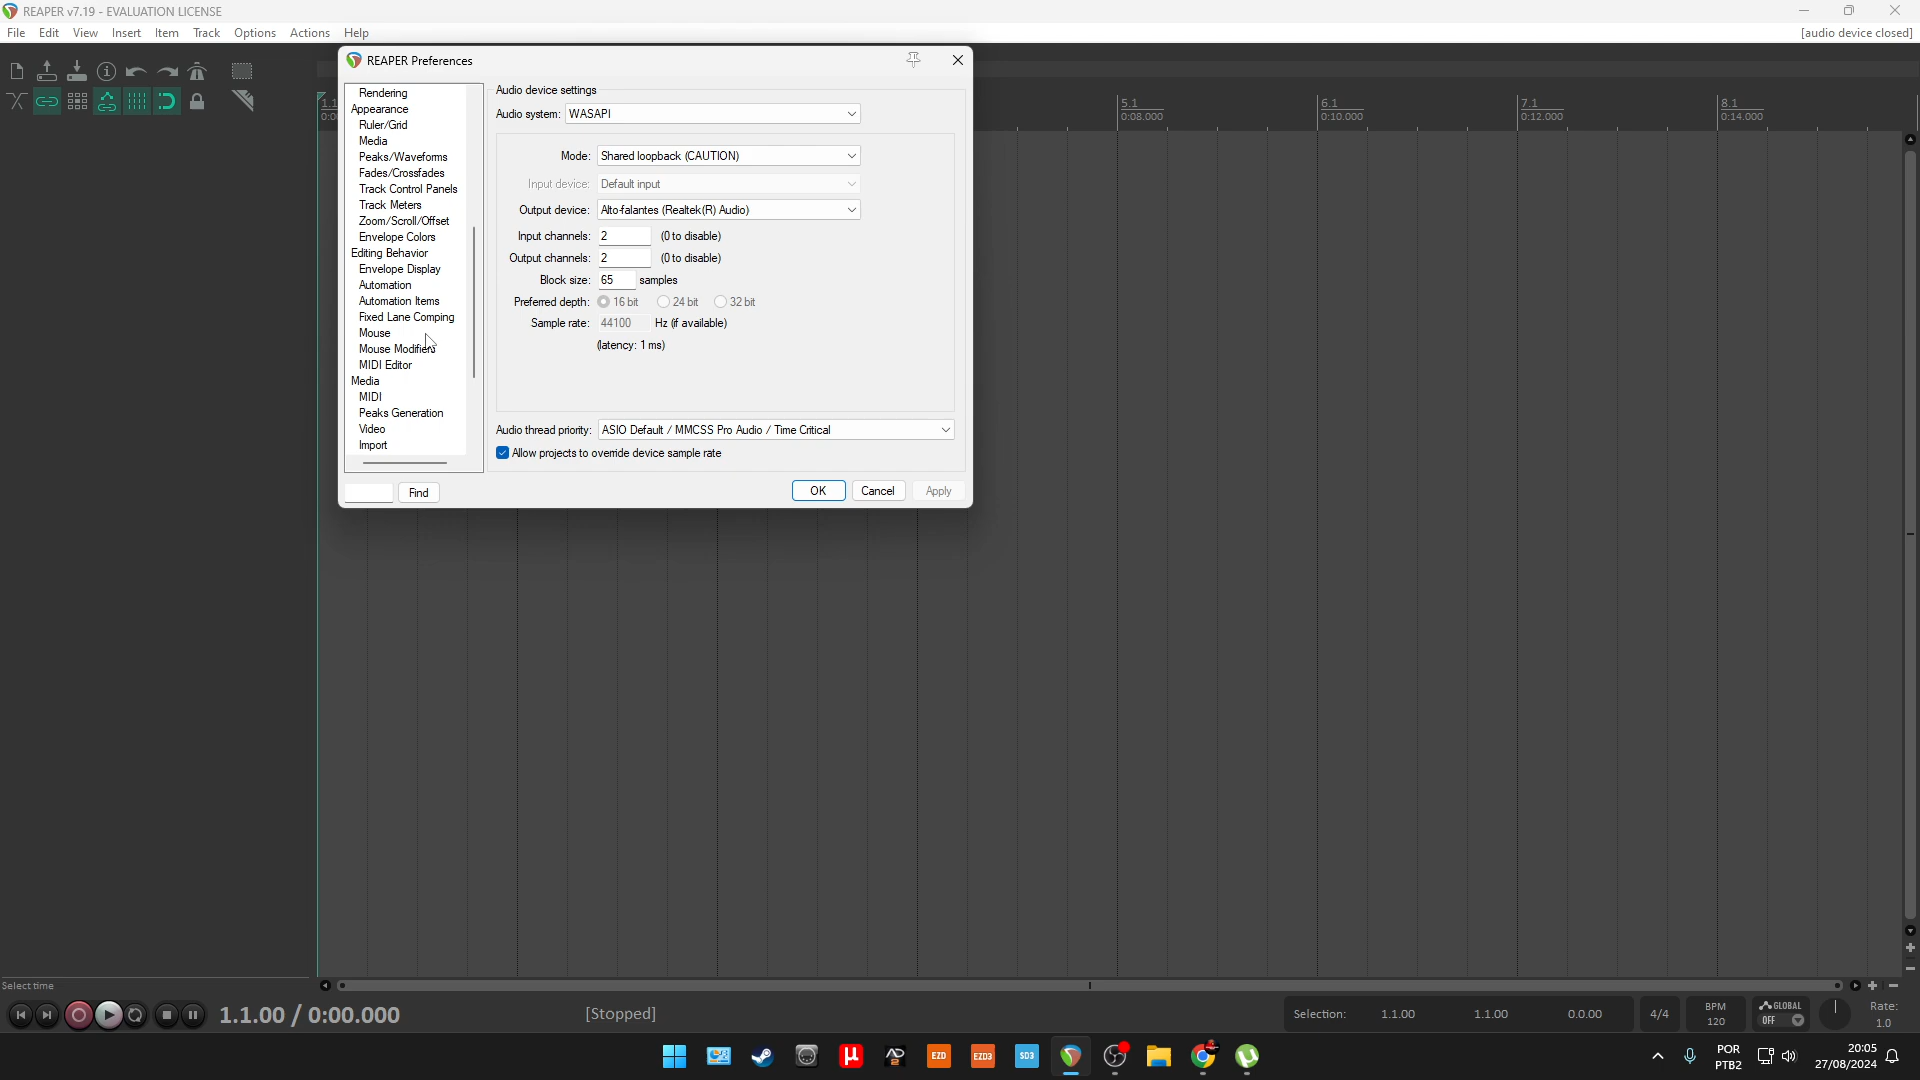 REAPER v7.19 - EVALUATION LICENSE
File Edit View Insert Item Track Options Actions Help
[audio device closed]
REAPER Preferences
Rendering
Appearance
Ruler/Grid
Media
Peaks/Waveforms
Fades/Crossfades
Track Control Panels
Track Meters
Zoom/Scroll/Offset
Envelope Colors
Editing Behavior
Envelope Display
Automation
Automation Items
Fixed Lane Comping
Mouse
Mouse Modifiers
MIDI Editor
Media
MIDI
Peaks Generation
Video
Import
Find
Audio device settings
Audio system: WASAPI
Mode: Shared loopback (CAUTION)
Input device: Default input
Output device: Alto-falantes (Realtek(R) Audio)
Input channels: 2 (0 to disable)
Output channels: 2 (0 to disable)
Block size: 65 samples
Preferred depth: 16 bit 24 bit 32 bit
Sample rate: 44100 Hz (if available)
(latency: 1 ms)
Audio thread priority: ASIO Default / MMCSS Pro Audio / Time Critical
Allow projects to override device sample rate
OK Cancel Apply
5.1 6.1 7.1 8.1
0:08.000 0:10.000 0:12.000 0:14.000
Select time
1.1.00 / 0:00.000
[Stopped]
Selection: 1.1.00 1.1.00 0.0.00
4/4
BPM
120
GLOBAL
OFF
Rate:
1.0
EZD
EZD3
SD3
POR
PTB2
20:05
27/08/2024